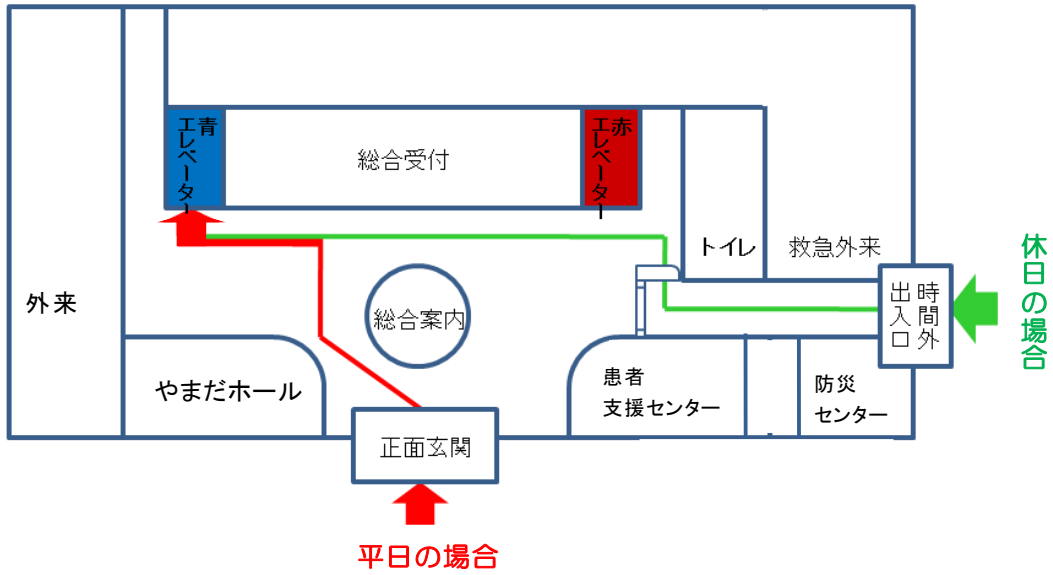 青
エレベーター
総合受付
赤
エレベーター
トイレ
救急外来
休日の場合
時間外
出入口
外来
総合案内
やまだホール
患者
支援センター
防災
センター
正面玄関
平日の場合